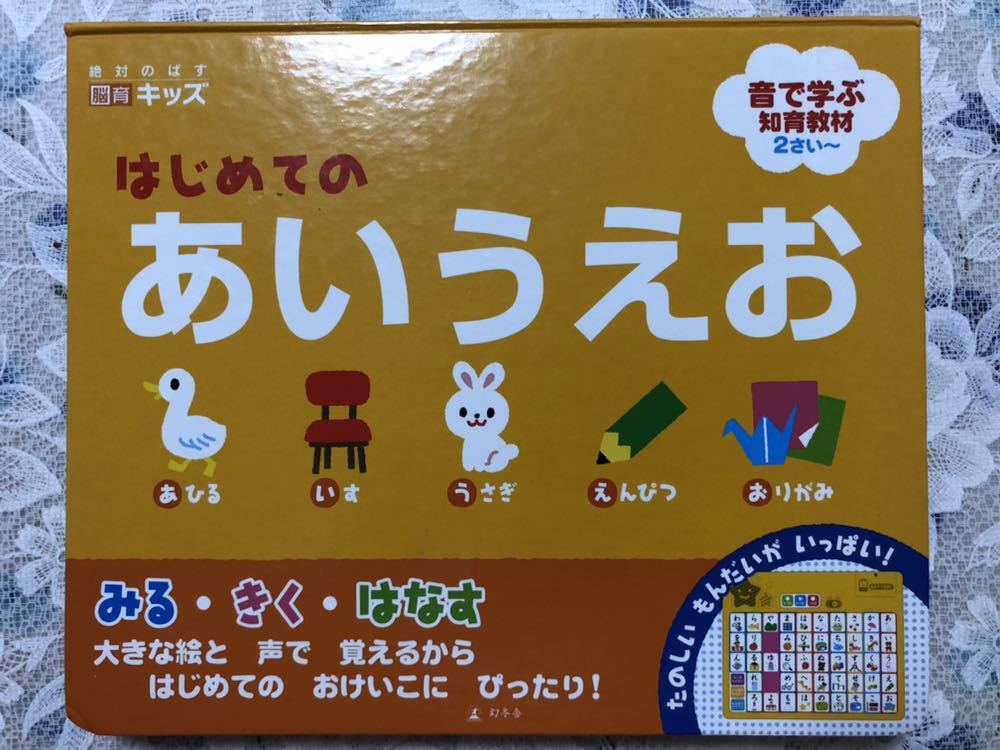 絶対のばす
脳育キッズ
音で学ぶ
知育教材
2さい～
はじめての
あいうえお
あひる
いす
うさぎ
えんぴつ
おりがみ
みる・きく・はなす
大きな絵と 声で 覚えるから
はじめての おけいこに ぴったり!
たのしい もんだいが いっぱい!
幻冬舎